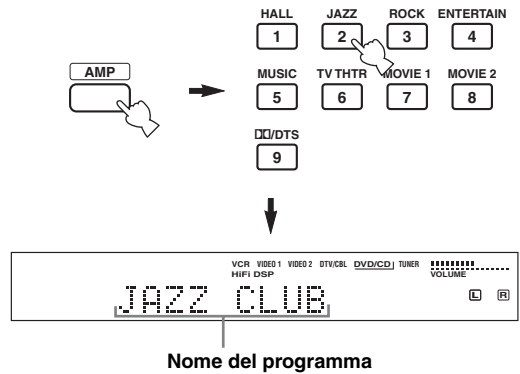 HALL JAZZ ROCK ENTERTAIN
1 2 3 4
AMP
MUSIC TV THTR MOVIE 1 MOVIE 2
5 6 7 8
/DTS
9
VCR VIDEO 1 VIDEO 2 DTV/CBL DVD/CD TUNER
HiFi DSP VOLUME
JAZZ CLUB L R
Nome del programma